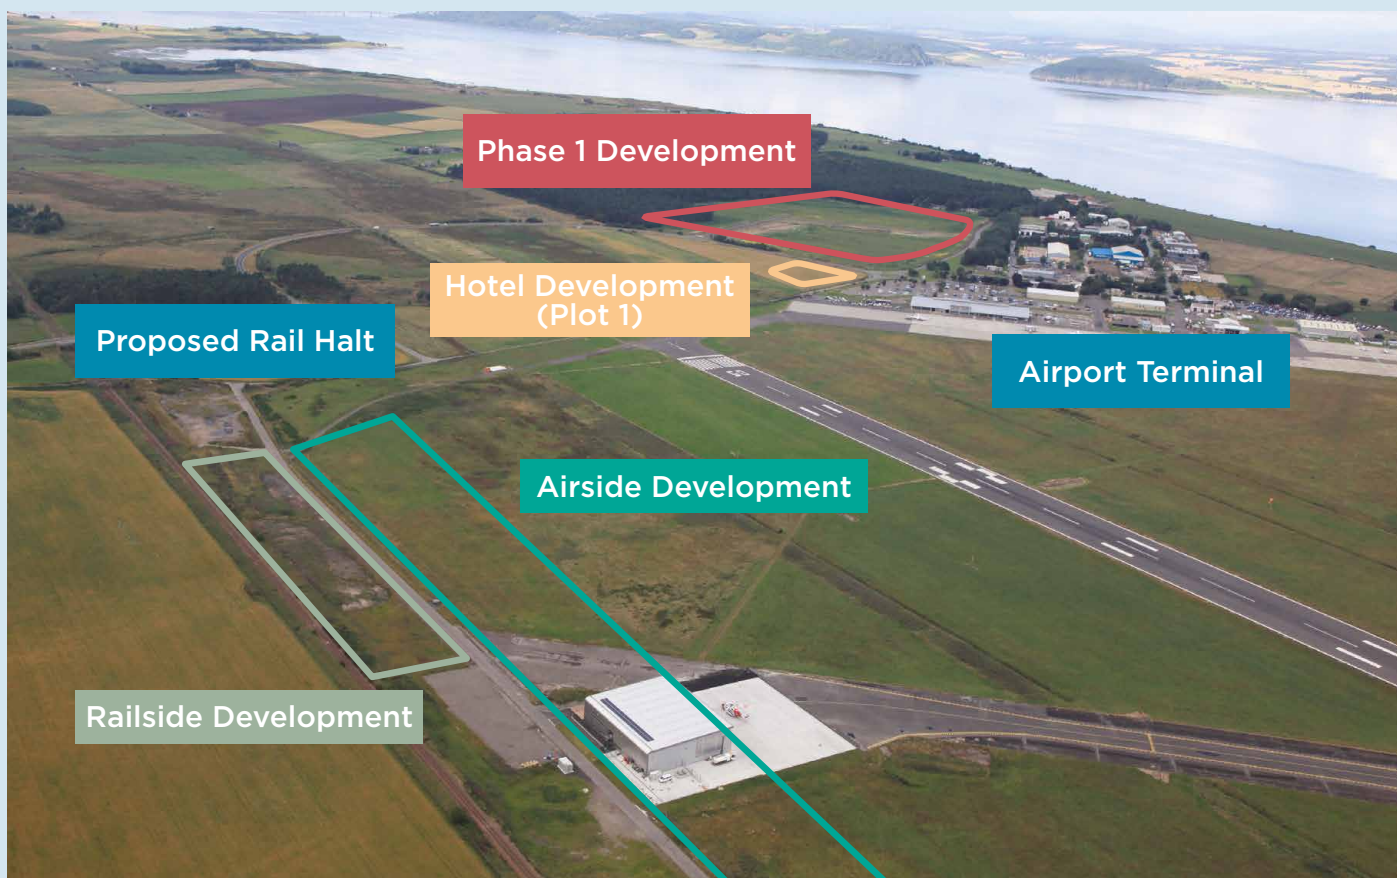 Phase 1 Development
Hotel Development
(Plot 1)
Proposed Rail Halt
Airport Terminal
Airside Development
Railside Development